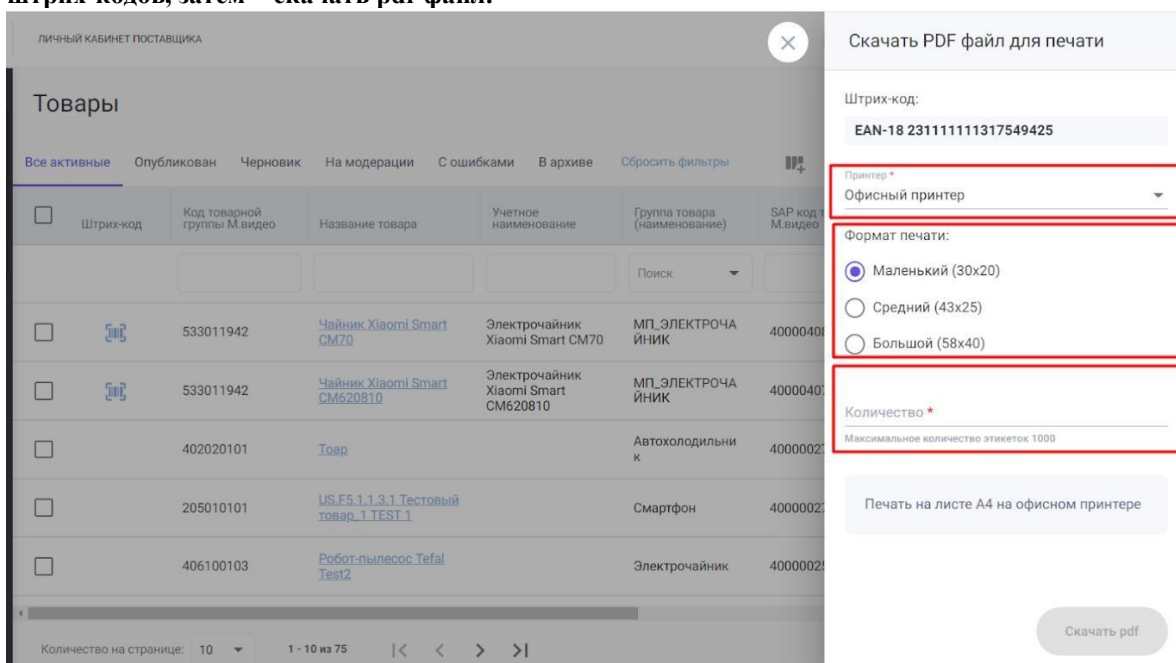 штрих-кодов, затем – скачать pdf файл.
ЛИЧНЫЙ КАБИНЕТ ПОСТАВЩИКА
Товары
Все активные Опубликован Черновик На модерации С ошибками В архиве Сбросить фильтры
Штрих-код Код товарной группы М.видео Название товара Учетное наименование Группа товара (наименование) SAP код М.видео
Поиск
533011942 Чайник Xiaomi Smart CM70 Электрочайник Xiaomi Smart CM70 МП_ЭЛЕКТРОЧАЙНИК
533011942 Чайник Xiaomi Smart CM620810 Электрочайник Xiaomi Smart CM620810 МП_ЭЛЕКТРОЧАЙНИК
402020101 Тоар Автохолодильник
205010101 US.F5.1.1.3.1 Тестовый товар_1 TEST 1 Смартфон
406100103 Робот-пылесос Tefal Test2 Электрочайник
Количество на странице: 10 1 - 10 из 75
Скачать PDF файл для печати
Штрих-код:
EAN-18 231111111317549425
Принтер *
Офисный принтер
Формат печати:
Маленький (30x20)
Средний (43x25)
Большой (58x40)
Количество *
Максимальное количество этикеток 1000
Печать на листе А4 на офисном принтере
Скачать pdf